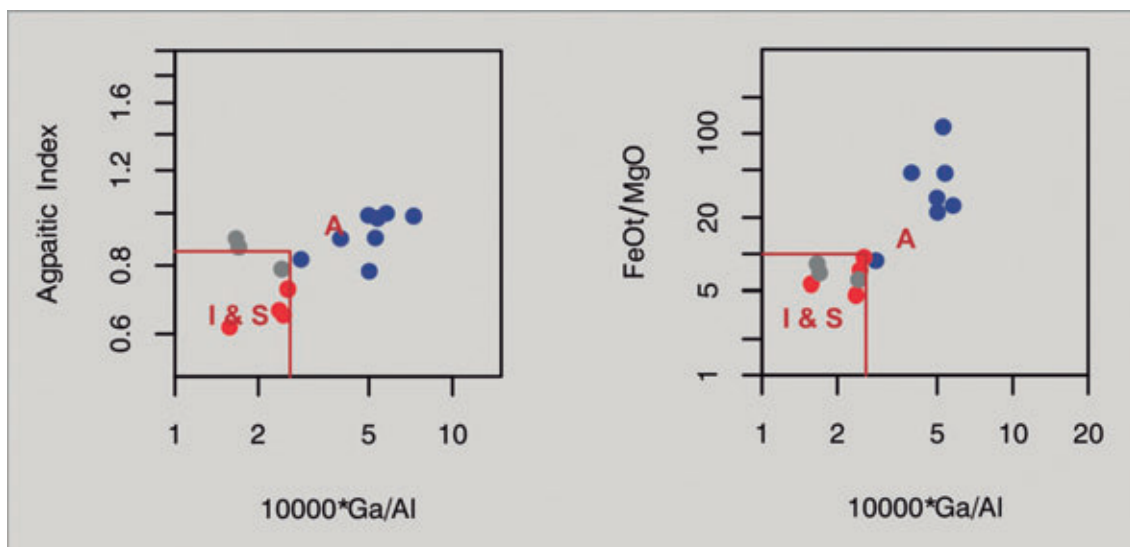 Agpaitic Index
1.6
1.2
0.8
0.6
A
I & S
1 2 5 10
10000*Ga/Al
FeOt/MgO
100
20
5
1
A
I & S
1 2 5 10 20
10000*Ga/Al